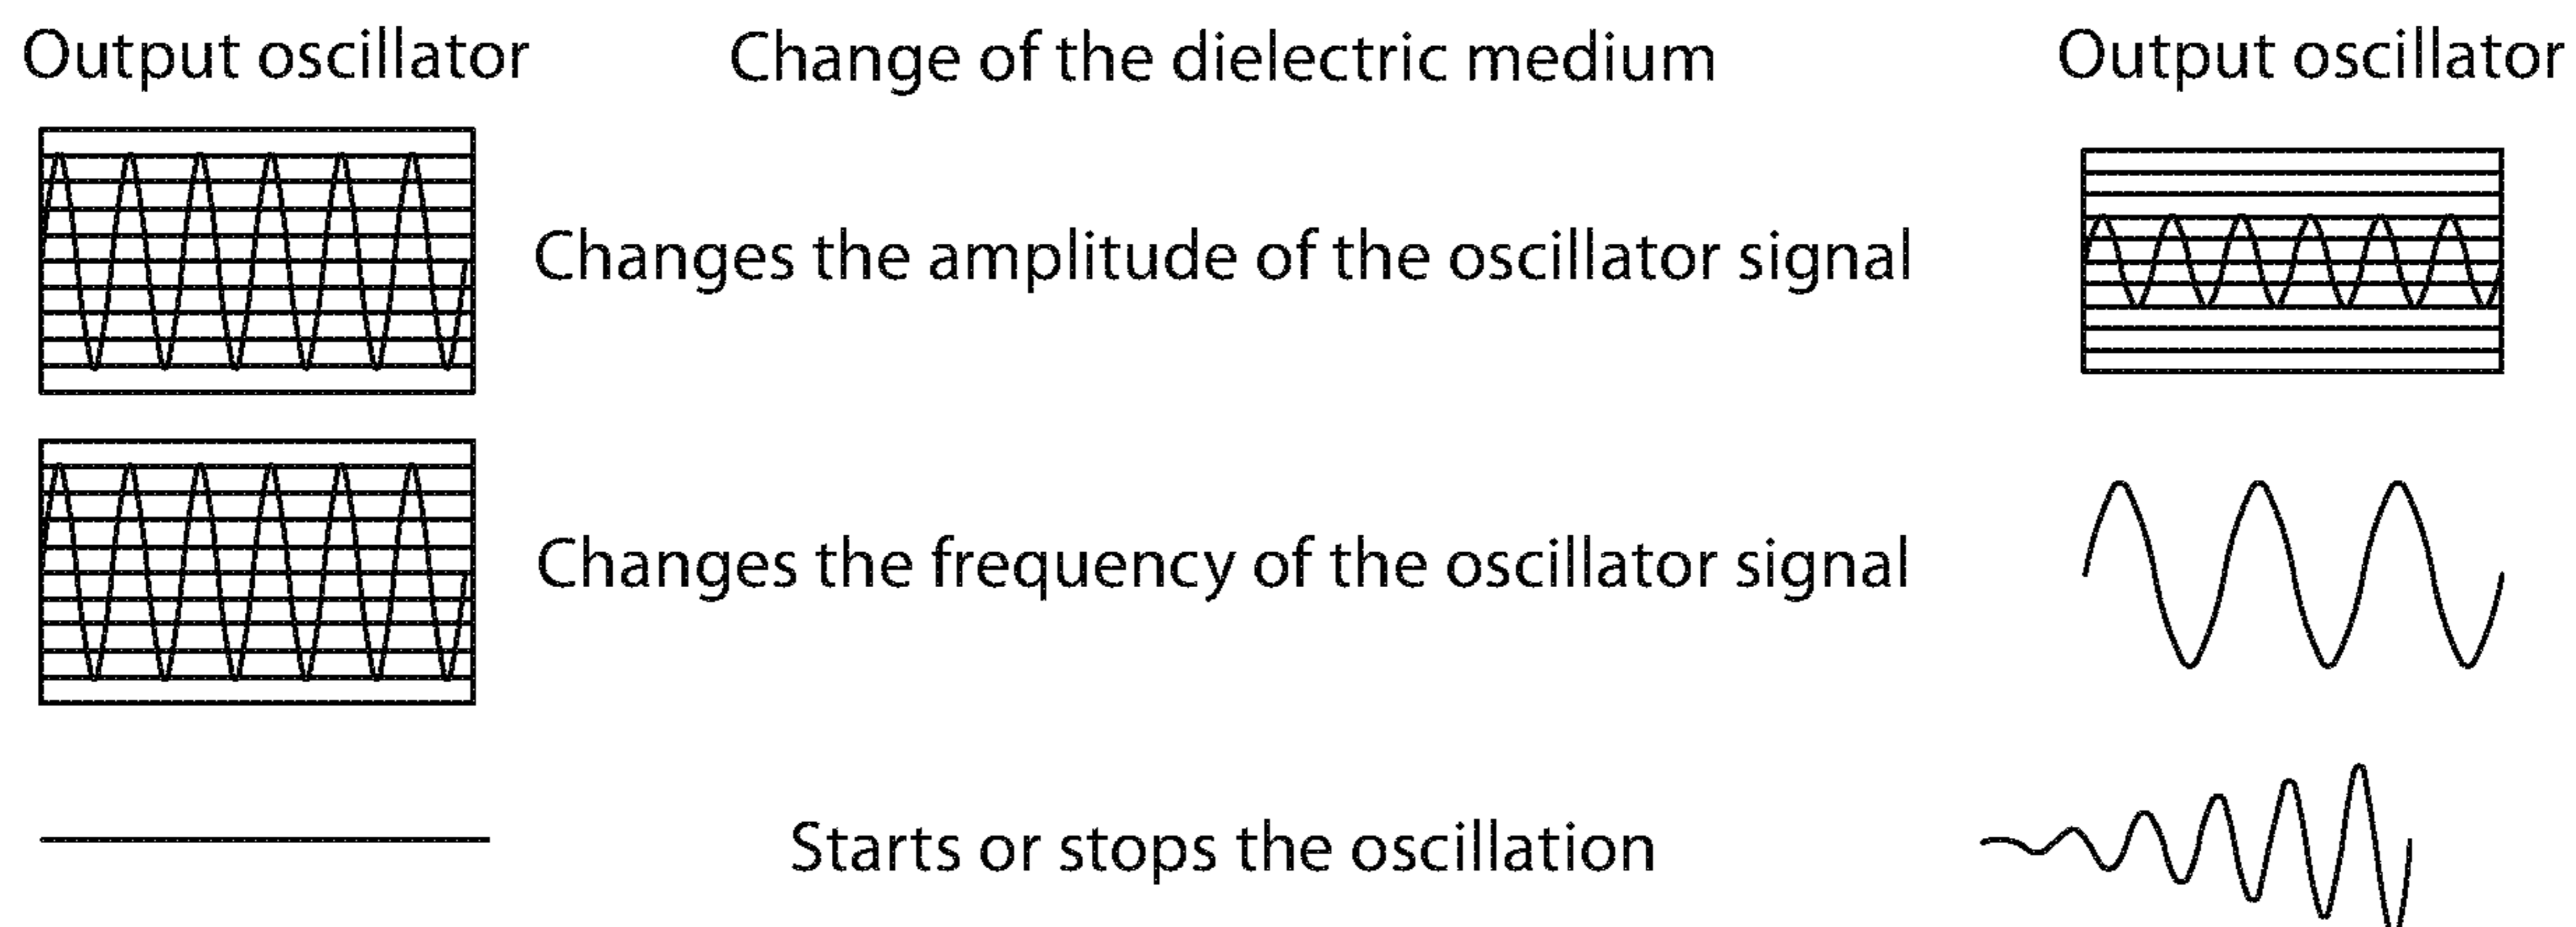 Output oscillator
Change of the dielectric medium
Output oscillator
Changes the amplitude of the oscillator signal
Changes the frequency of the oscillator signal
Starts or stops the oscillation